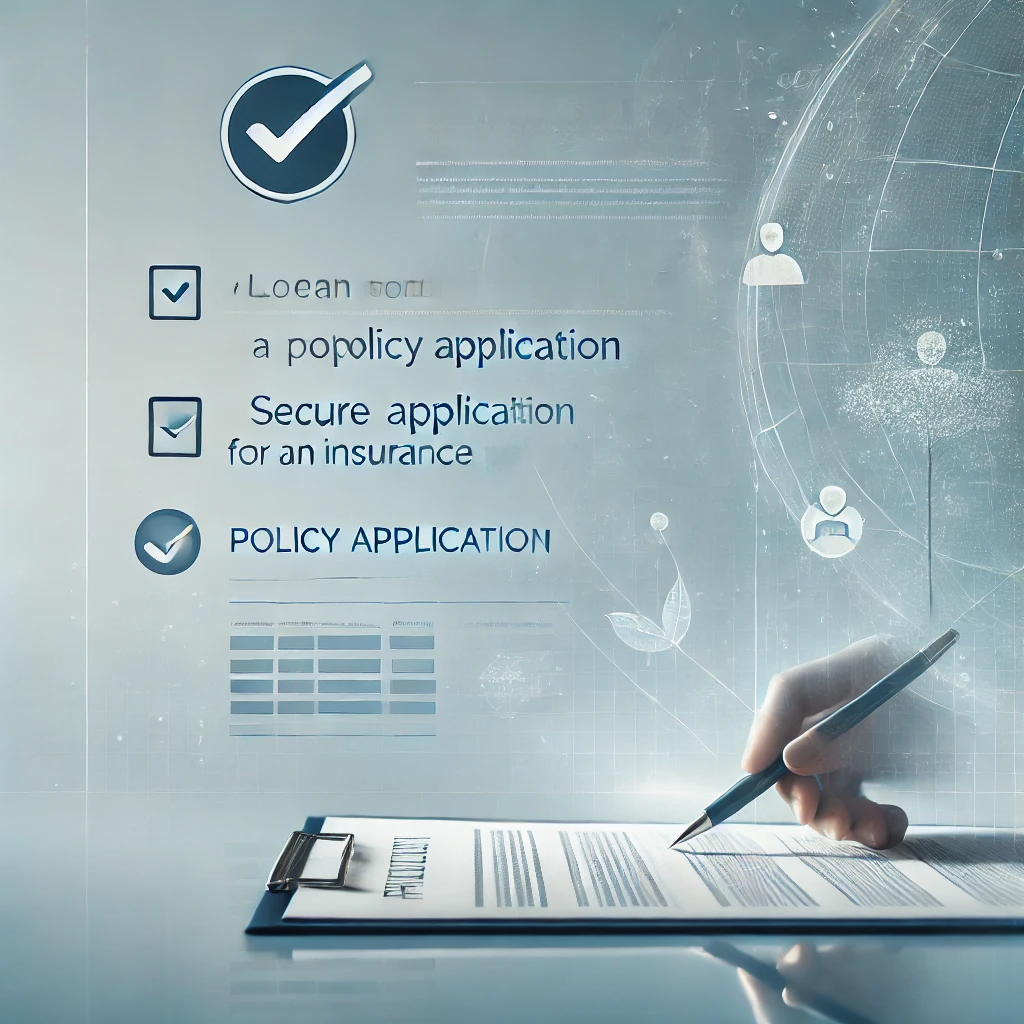 Loean
a popolicy application
Secure application
for an insurance
POLICY APPLICATION